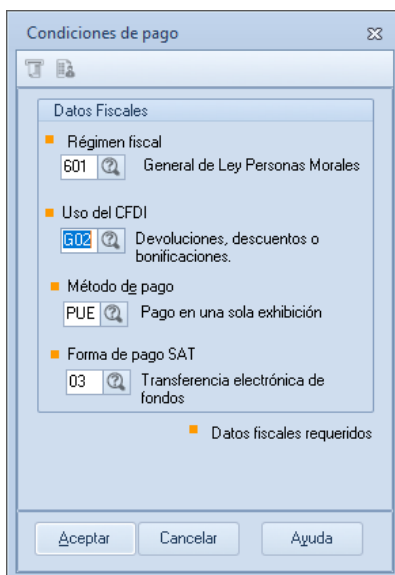 Condiciones de pago
Datos Fiscales
Régimen fiscal
601 General de Ley Personas Morales
Uso del CFDI
G02 Devoluciones, descuentos o
bonificaciones.
Método de pago
PUE Pago en una sola exhibición
Forma de pago SAT
03 Transferencia electrónica de
fondos
Datos fiscales requeridos
Aceptar Cancelar Ayuda